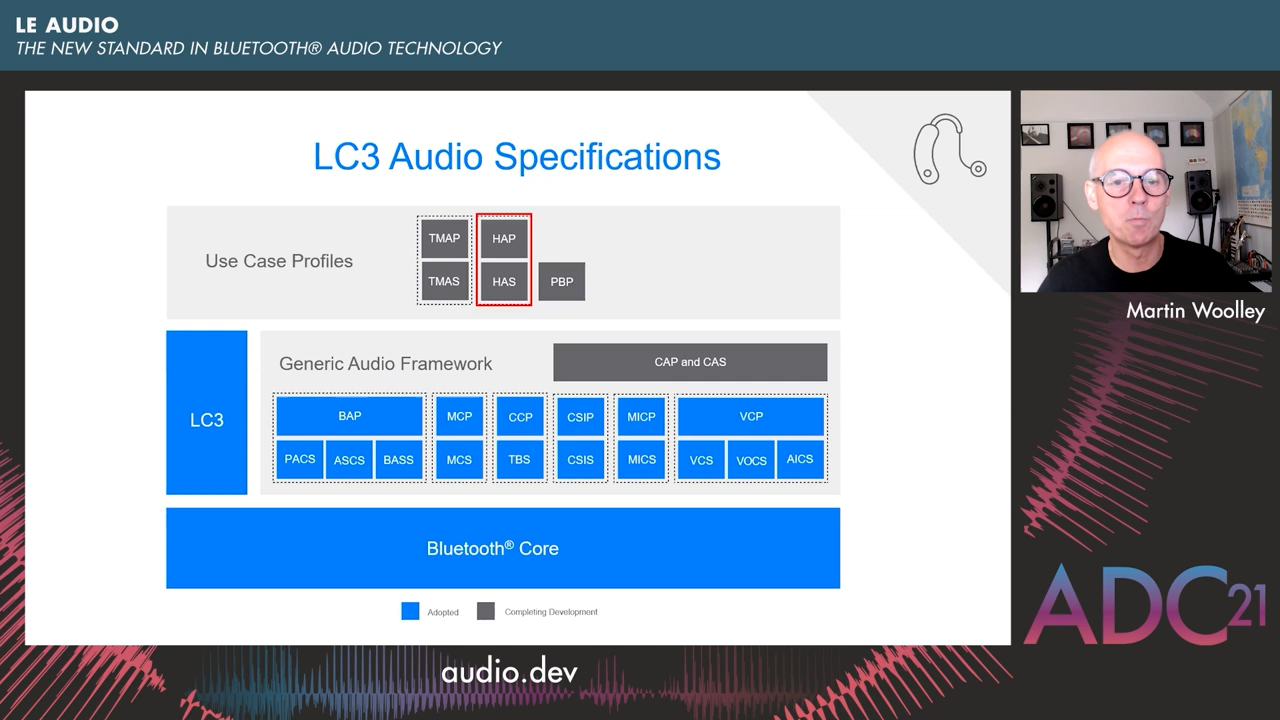 LE AUDIO
THE NEW STANDARD IN BLUETOOTH® AUDIO TECHNOLOGY
LC3 Audio Specifications
Use Case Profiles
TMAP
HAP
TMAS
HAS
PBP
LC3
Generic Audio Framework
CAP and CAS
BAP
MCP
CCP
CSIP
MICP
VCP
PACS
ASCS
BASS
MCS
TBS
CSIS
MICS
VCS
VOCS
AICS
Bluetooth® Core
Adopted
Completing Development
Martin Woolley
ADC21
audio.dev